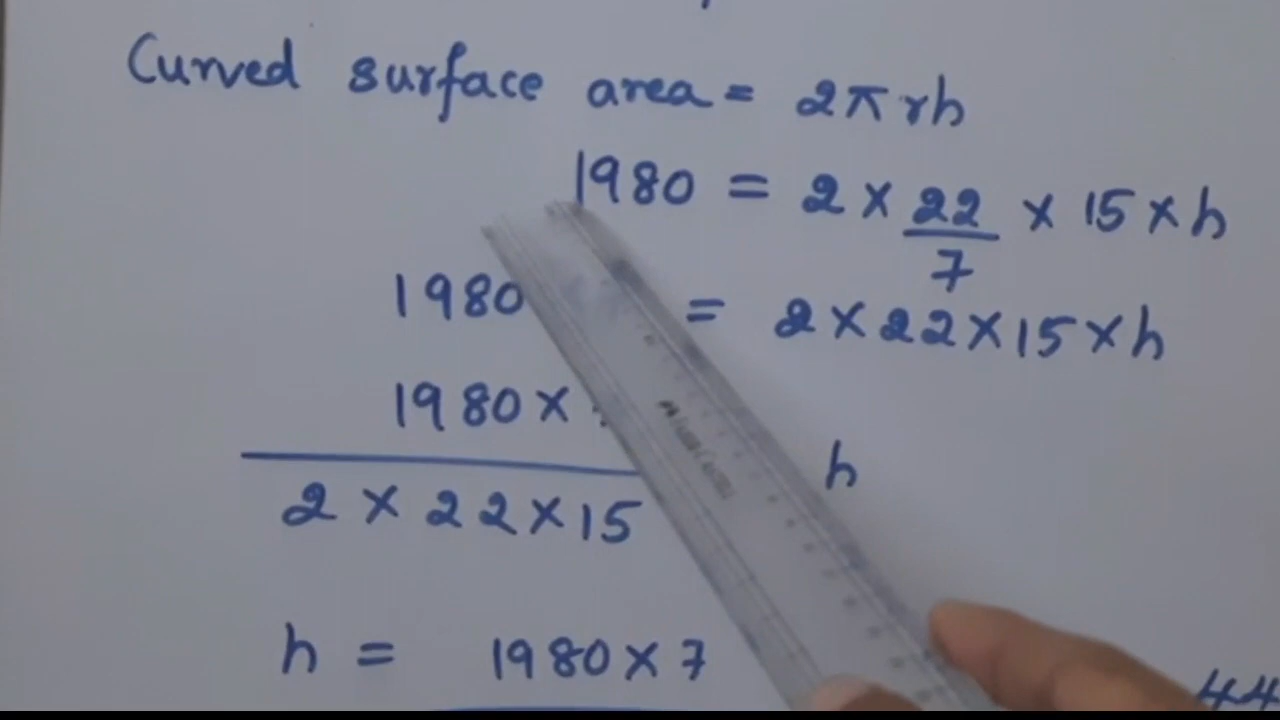 Curved surface area = 2πrh
1980 = 2 × 22/7 × 15 × h
1980 = 2 × 22 × 15 × h
1980 ×
2 × 22 × 15
h
h = 1980 × 7
44